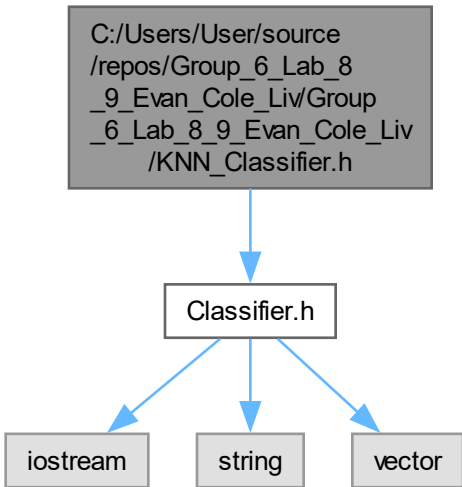 C:/Users/User/source
/repos/Group_6_Lab_8
_9_Evan_Cole_Liv/Group
_6_Lab_8_9_Evan_Cole_Liv
/KNN_Classifier.h
Classifier.h
iostream
string
vector